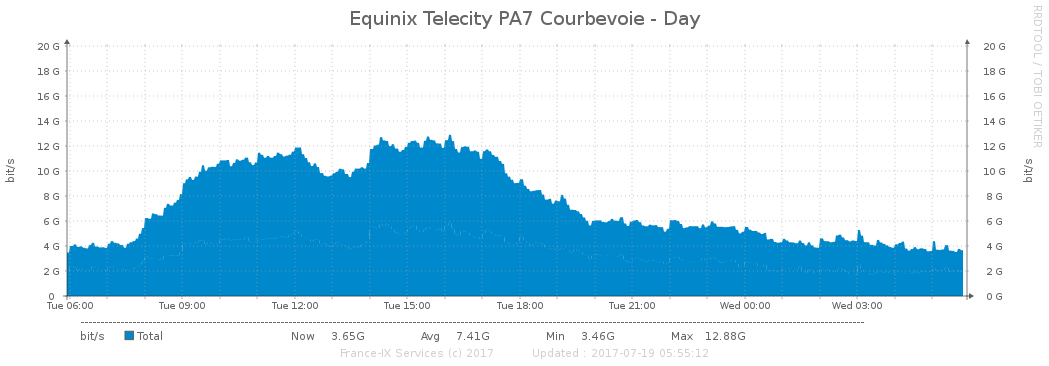 Equinix Telecity PA7 Courbevoie - Day
RRDTOOL / TOBI OETIKER
20 G 20 G
18 G 18 G
16 G 16 G
14 G 14 G
12 G 12 G
10 G 10 G
8 G 8 G
6 G 6 G
4 G 4 G
2 G 2 G
0 0 G
bit/s
bit/s
Tue 06:00 Tue 09:00 Tue 12:00 Tue 15:00 Tue 18:00 Tue 21:00 Wed 00:00 Wed 03:00
bit/s Total Now 3.65G Avg 7.41G Min 3.46G Max 12.88G
France-IX Services (c) 2017 Updated : 2017-07-19 05:55:12